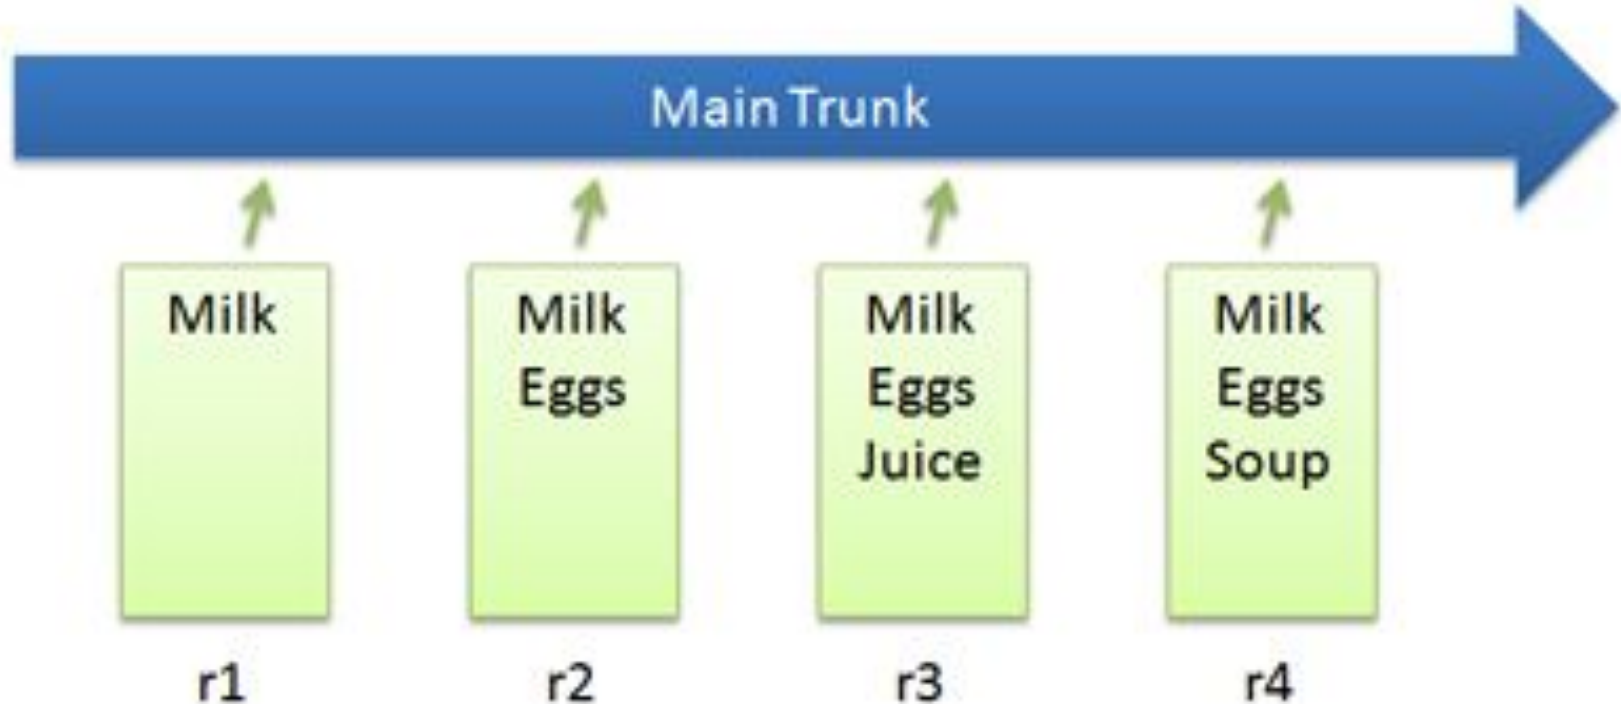 Main Trunk
Milk
Milk
Eggs
Milk
Eggs
Juice
Milk
Eggs
Soup
r1
r2
r3
r4